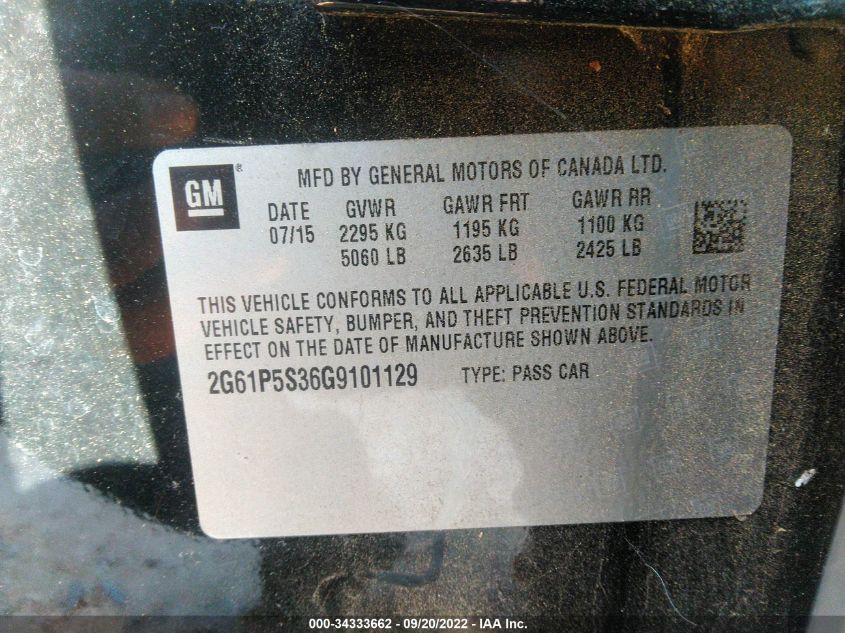 GM ®
MFD BY GENERAL MOTORS OF CANADA LTD.
DATE GVWR GAWR FRT GAWR RR
07/15 2295 KG 1195 KG 1100 KG
5060 LB 2635 LB 2425 LB
THIS VEHICLE CONFORMS TO ALL APPLICABLE U.S. FEDERAL MOTOR
VEHICLE SAFETY, BUMPER, AND THEFT PREVENTION STANDARDS IN
EFFECT ON THE DATE OF MANUFACTURE SHOWN ABOVE.
2G61P5S36G9101129 TYPE: PASS CAR
000-34333662 - 09/20/2022 - IAA Inc.